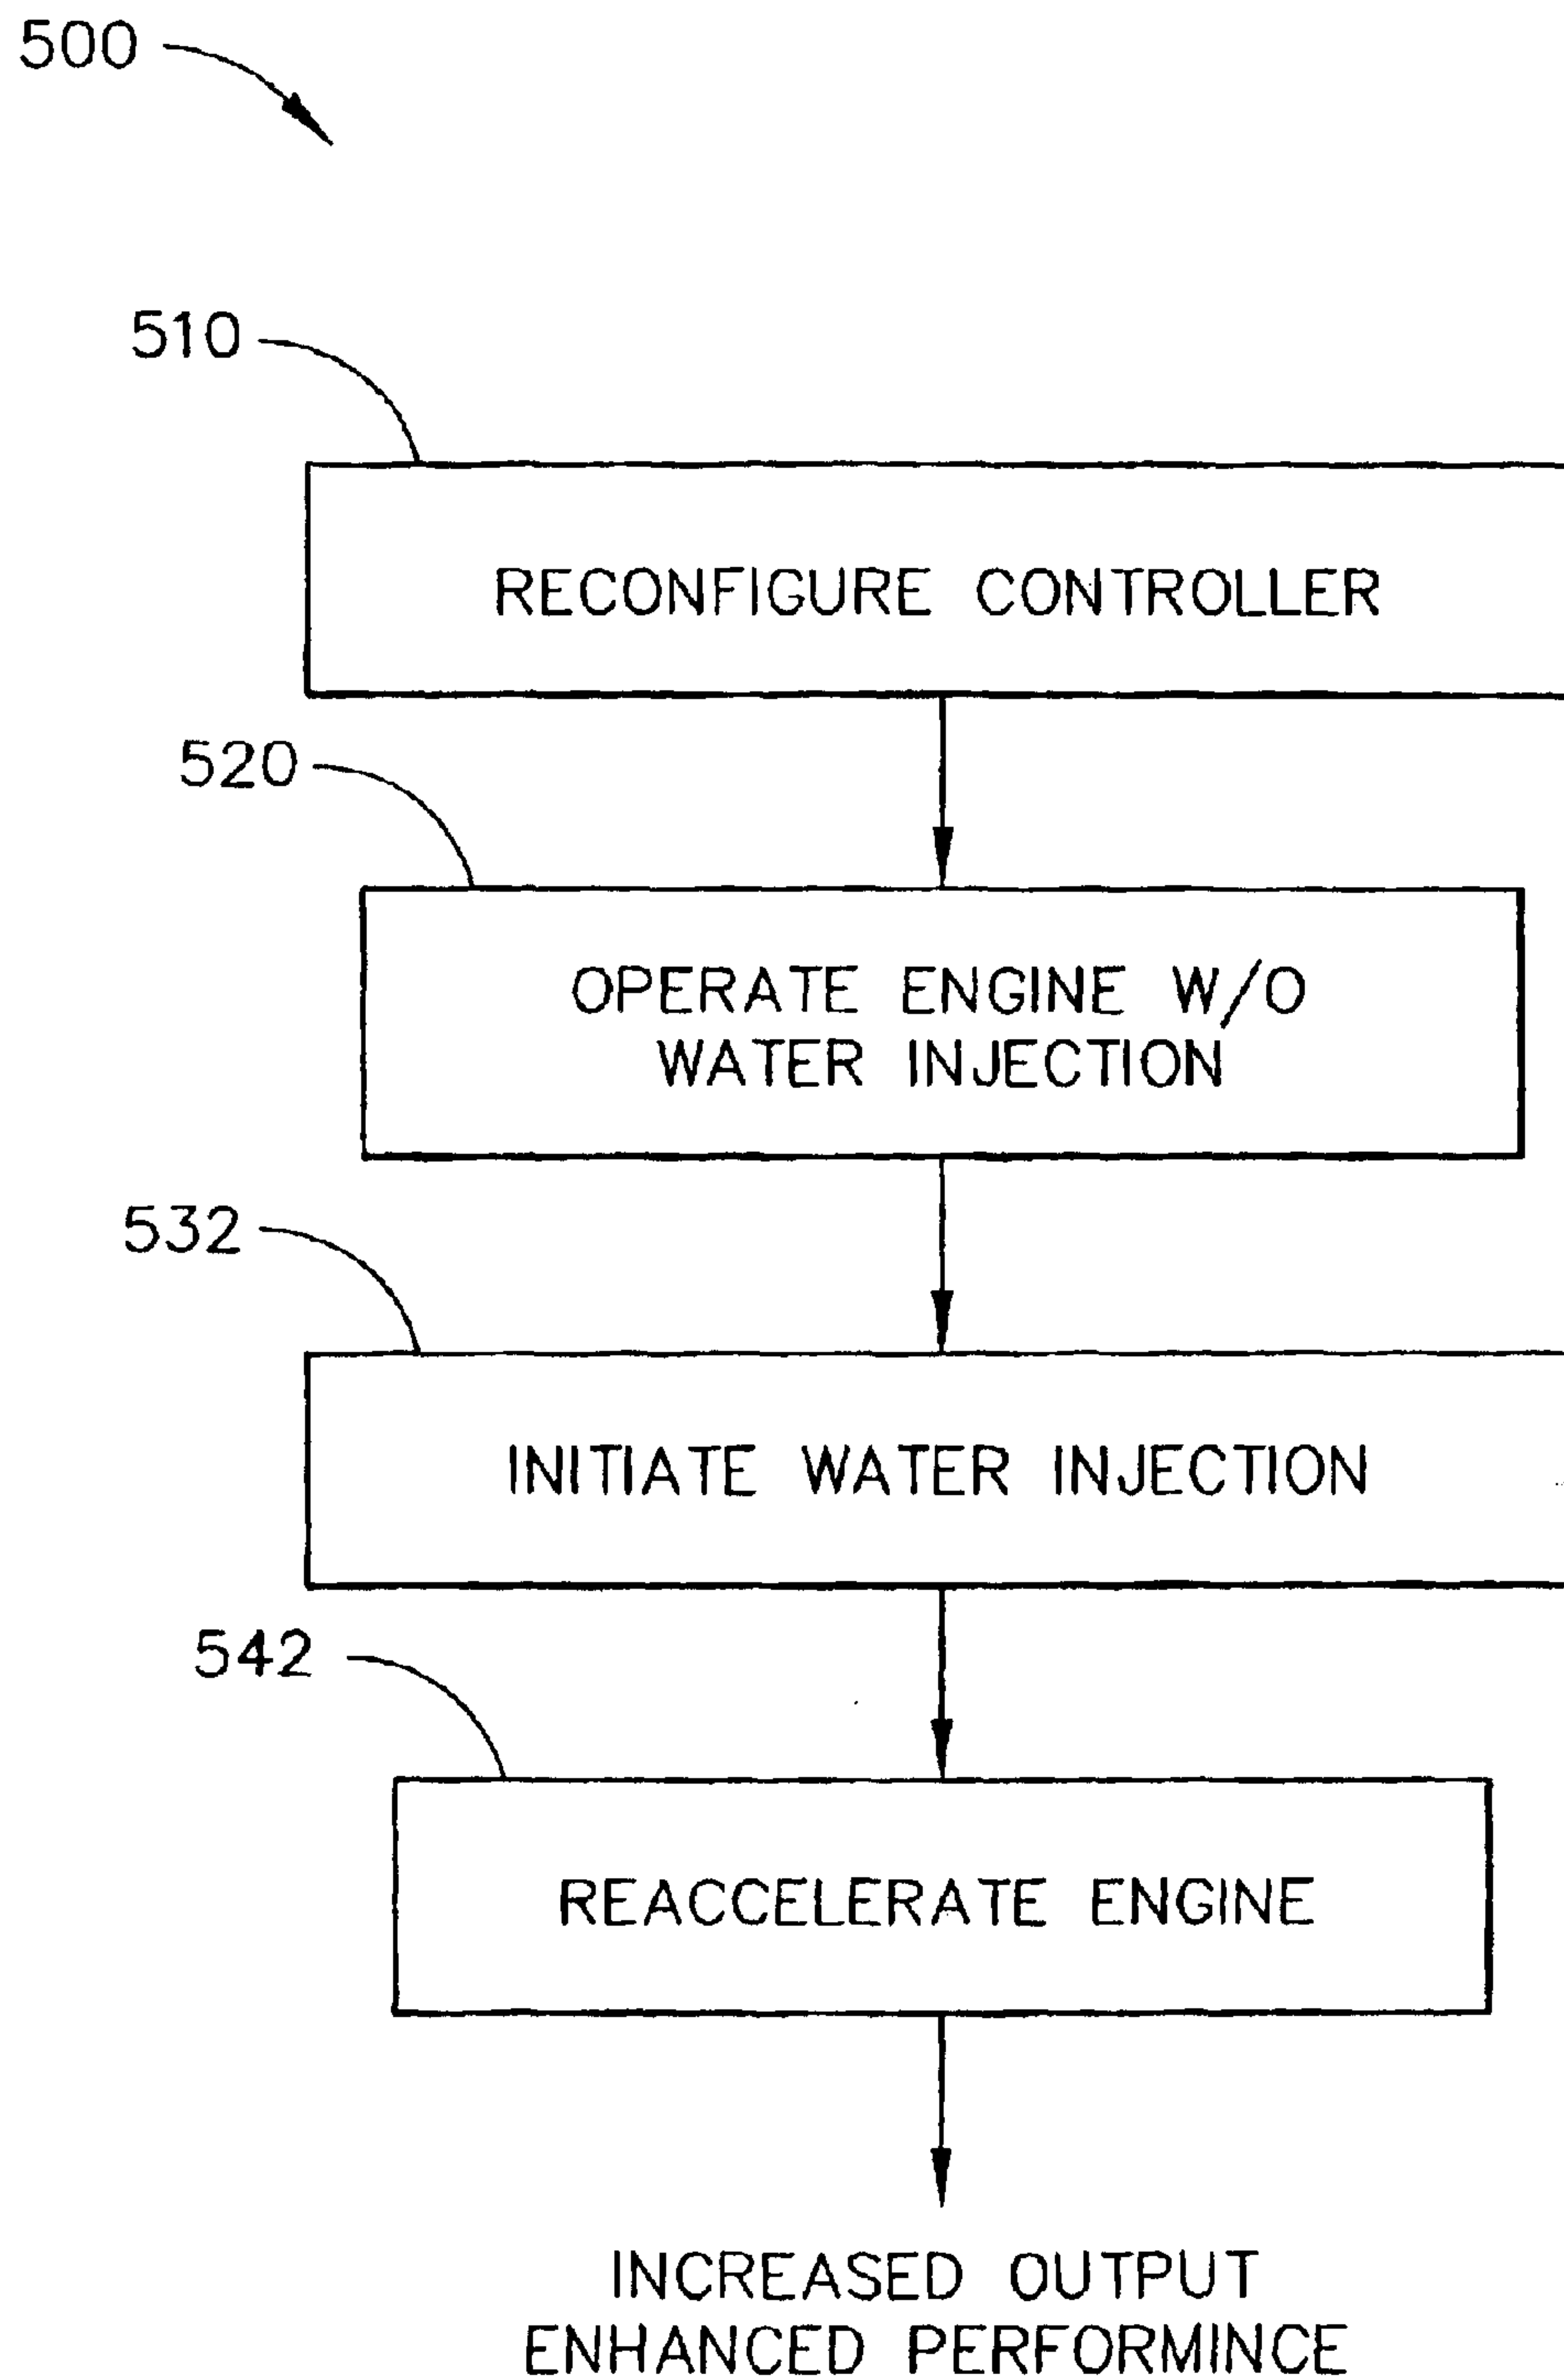 500
510
RECONFIGURE CONTROLLER
520
OPERATE ENGINE W/O
WATER INJECTION
532
INITIATE WATER INJECTION
542
REACCELERATE ENGINE
INCREASED OUTPUT
ENHANCED PERFORMINCE